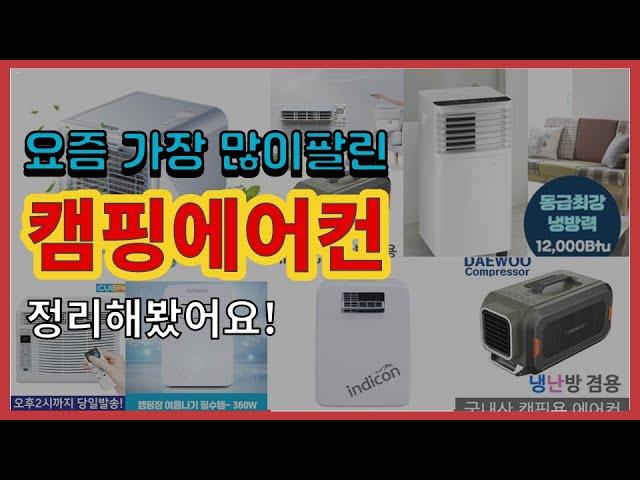 요즘 가장 많이팔린
캠핑에어컨
정리해봤어요!
동급최강
냉방력
12,000Btu
DAEWOO
Compressor
오후2시까지 당일발송!
캠핑장 여름나기 필수템~ 360W
indicon
냉난방 겸용
국내산 캠핑용 에어컨